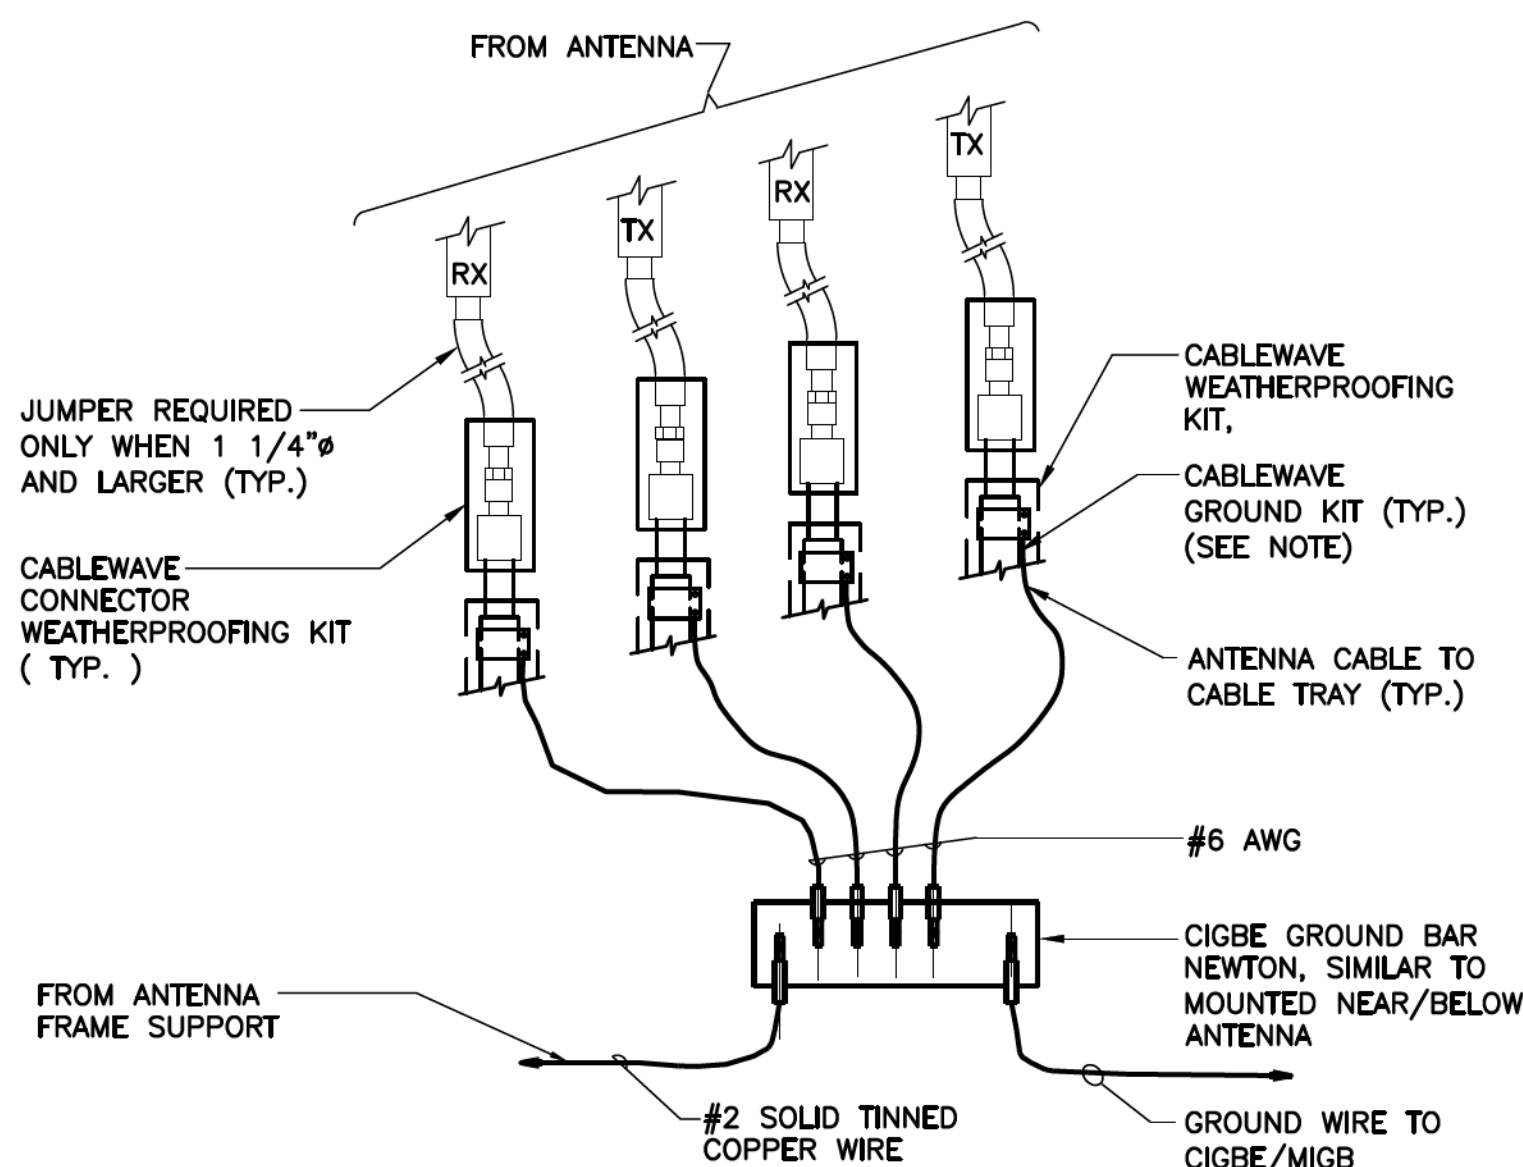 FROM ANTENNA
TX
RX
TX
RX
JUMPER REQUIRED
ONLY WHEN 1 1/4"ø
AND LARGER (TYP.)
CABLEWAVE
CONNECTOR
WEATHERPROOFING KIT
( TYP. )
CABLEWAVE
WEATHERPROOFING
KIT,
CABLEWAVE
GROUND KIT (TYP.)
(SEE NOTE)
ANTENNA CABLE TO
CABLE TRAY (TYP.)
#6 AWG
CIGBE GROUND BAR
NEWTON, SIMILAR TO
MOUNTED NEAR/BELOW
ANTENNA
FROM ANTENNA
FRAME SUPPORT
#2 SOLID TINNED
COPPER WIRE
GROUND WIRE TO
CIGBE/MIGB